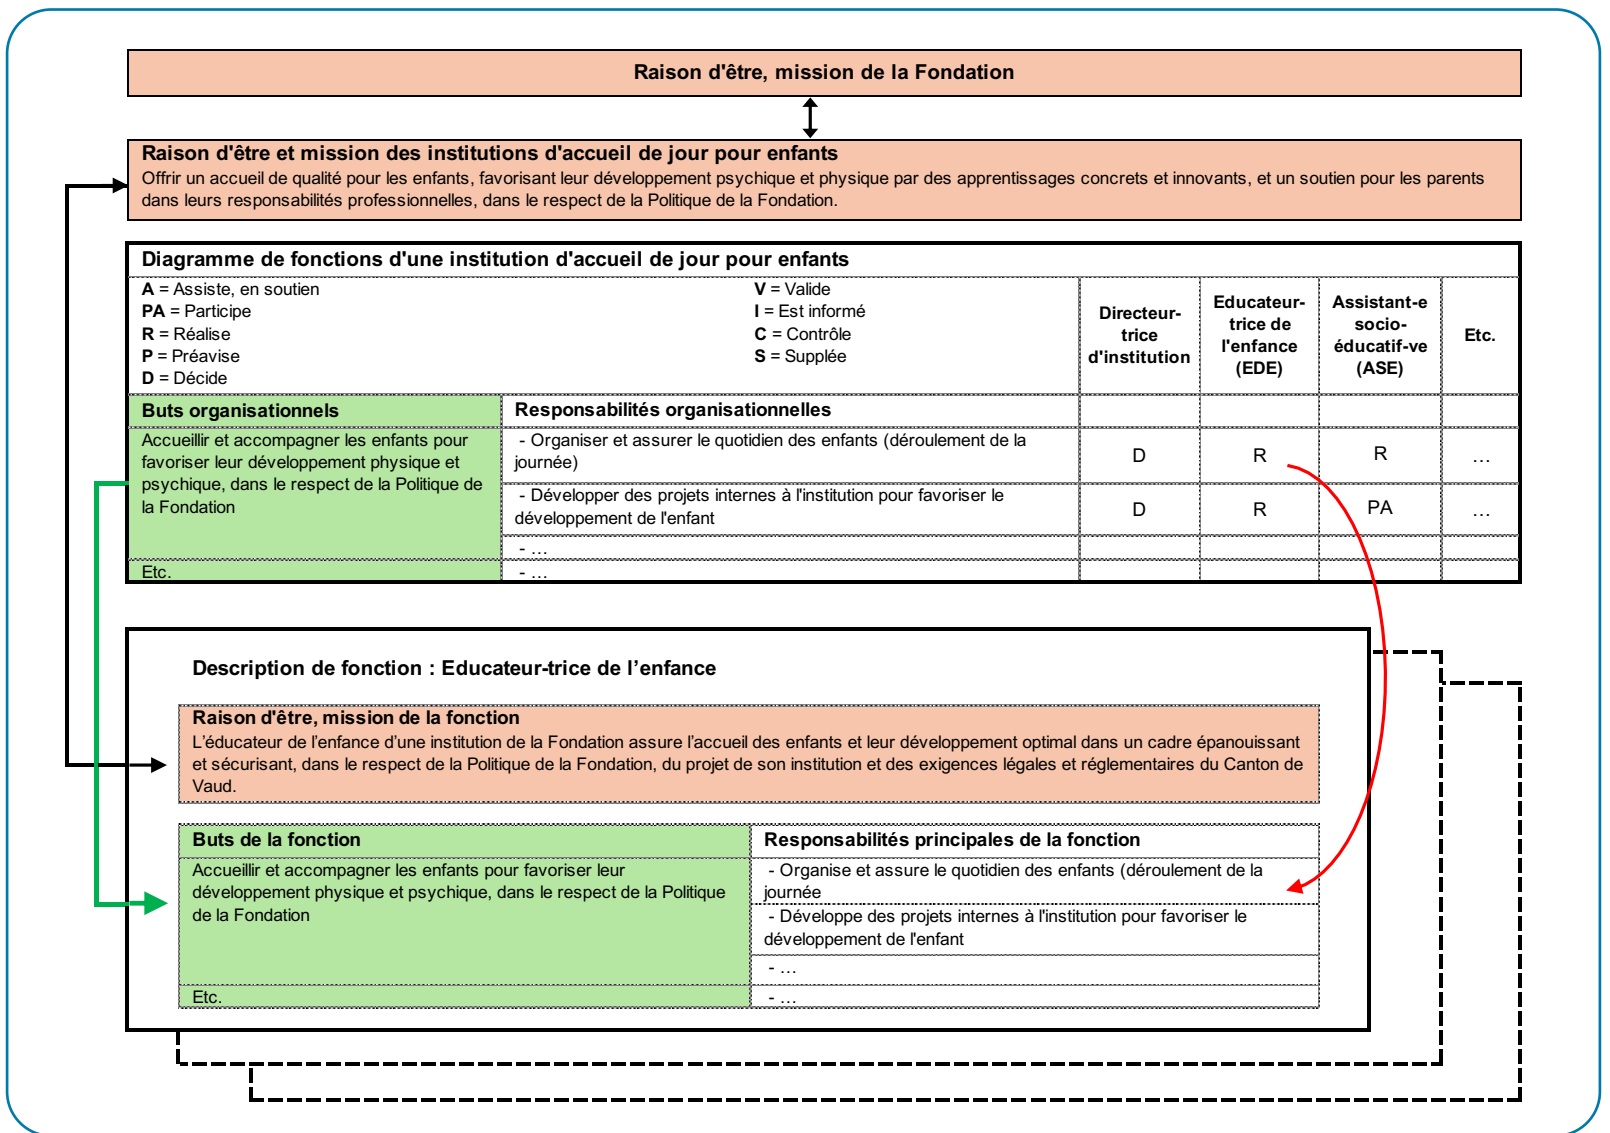 Raison d'être, mission de la Fondation
Raison d'être et mission des institutions d'accueil de jour pour enfants
Offrir un accueil de qualité pour les enfants, favorisant leur développement psychique et physique par des apprentissages concrets et innovants, et un soutien pour les parents
dans leurs responsabilités professionnelles, dans le respect de la Politique de la Fondation.
Diagramme de fonctions d'une institution d'accueil de jour pour enfants
A = Assiste, en soutien
PA = Participe
R = Réalise
P = Préavise
D = Décide
V = Valide
I = Est informé
C = Contrôle
S = Supplée
Directeur-
trice
d'institution
Educateur-
trice de
l'enfance
(EDE)
Assistant-e
socio-
éducatif-ve
(ASE)
Etc.
Buts organisationnels
Responsabilités organisationnelles
Accueillir et accompagner les enfants pour
favoriser leur développement physique et
psychique, dans le respect de la Politique de
la Fondation
- Organiser et assurer le quotidien des enfants (déroulement de la
journée)
D
R
R
...
- Développer des projets internes à l'institution pour favoriser le
développement de l'enfant
D
R
PA
...
- ...
Etc.
- ...
Description de fonction : Educateur-trice de l’enfance
Raison d'être, mission de la fonction
L’éducateur de l’enfance d’une institution de la Fondation assure l’accueil des enfants et leur développement optimal dans un cadre épanouissant
et sécurisant, dans le respect de la Politique de la Fondation, du projet de son institution et des exigences légales et réglementaires du Canton de
Vaud.
Buts de la fonction
Responsabilités principales de la fonction
Accueillir et accompagner les enfants pour favoriser leur
développement physique et psychique, dans le respect de la Politique
de la Fondation
- Organise et assure le quotidien des enfants (déroulement de la
journée
- Développe des projets internes à l'institution pour favoriser le
développement de l'enfant
- ...
Etc.
- ...